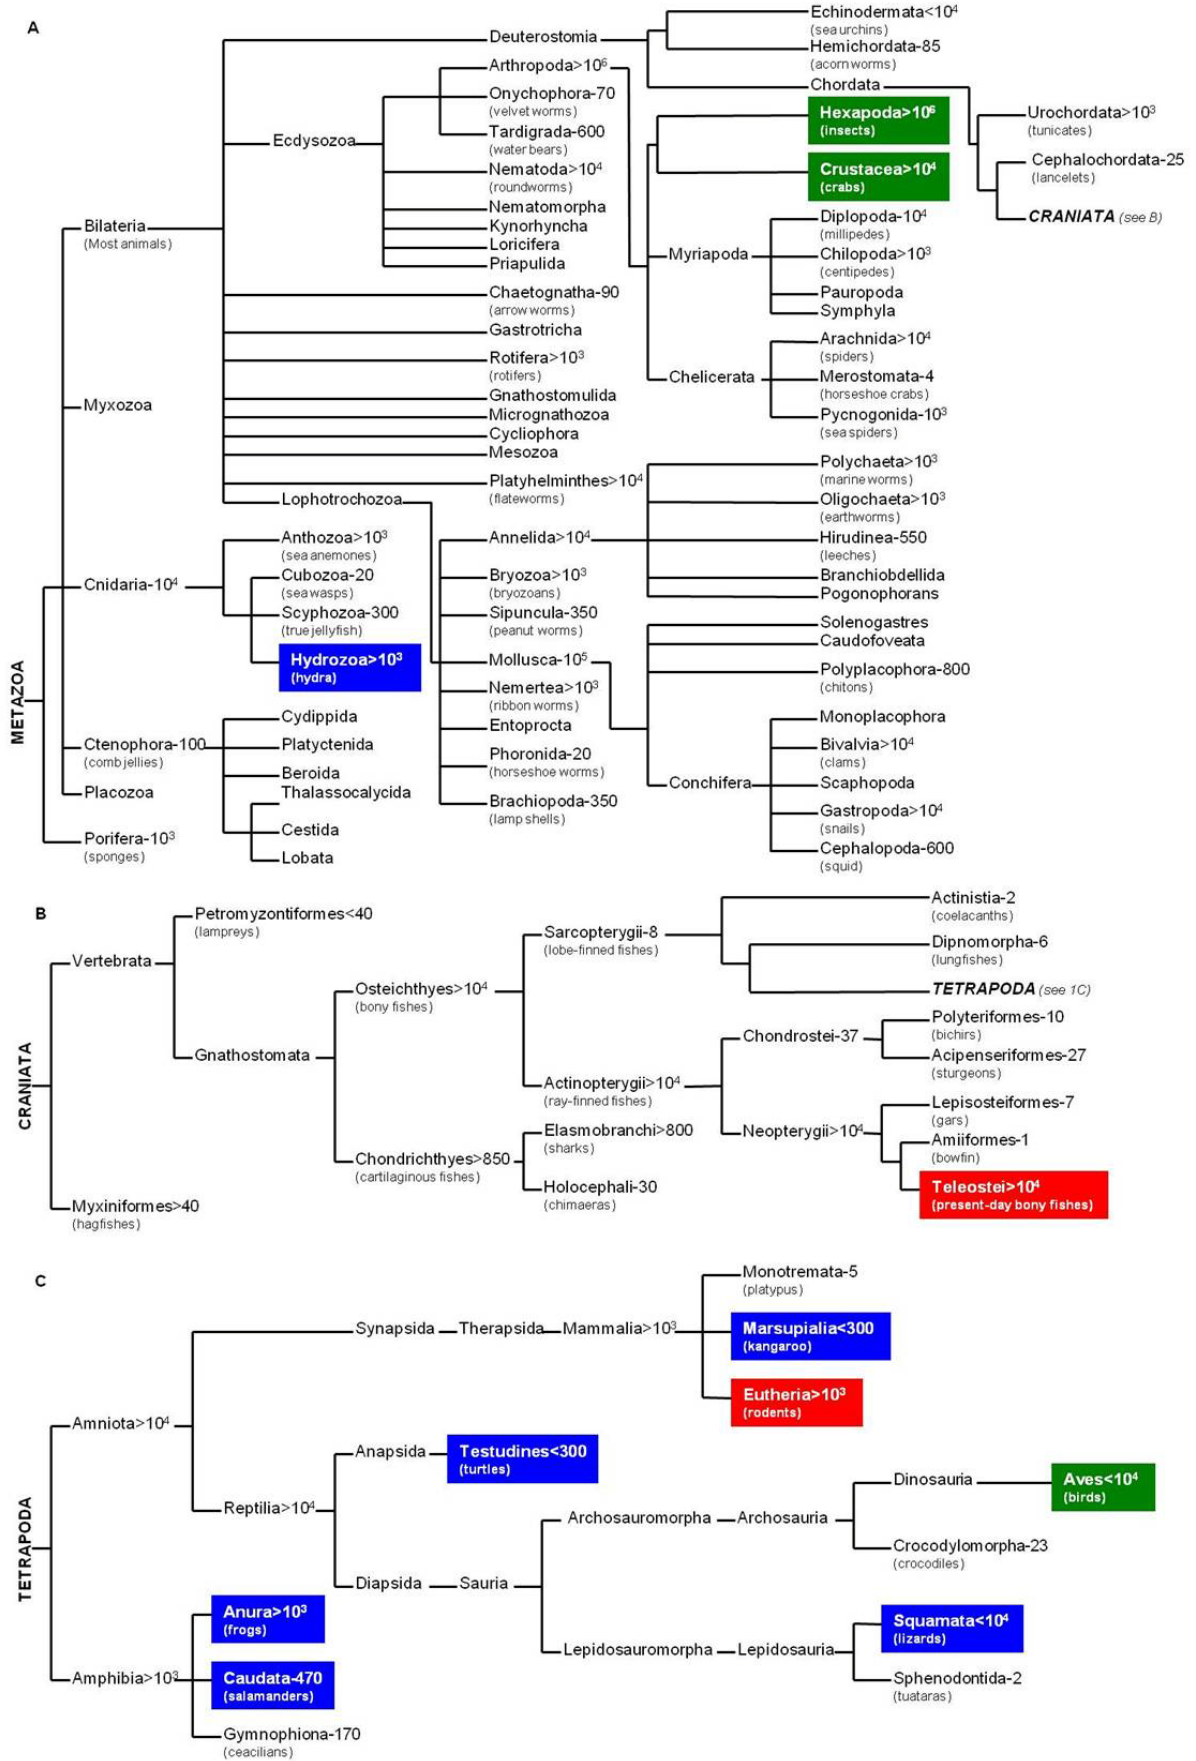 A
Deuterostomia
Echinodermata<10⁴
(sea urchins)
Hemichordata-85
(acorn worms)
Chordata
Urochordata>10³
(tunicates)
Cephalochordata-25
(lancelets)
CRANIATA (see B)
Arthropoda>10⁶
Onychophora-70
(velvet worms)
Tardigrada-600
(water bears)
Ecdysozoa
Nematoda>10⁴
(roundworms)
Nematomorpha
Kynorhyncha
Loricifera
Priapulida
Hexapoda>10⁶
(insects)
Crustacea>10⁴
(crabs)
Myriapoda
Diplopoda-10⁴
(millipedes)
Chilopoda>10³
(centipedes)
Pauropoda
Symphyla
Chelicerata
Arachnida>10⁴
(spiders)
Merostomata-4
(horseshoe crabs)
Pycnogonida-10³
(sea spiders)
Bilateria
(Most animals)
Chaetognatha-90
(arrow worms)
Gastrotricha
Rotifera>10³
(rotifers)
Gnathostomulida
Micrognathozoa
Cycliophora
Mesozoa
Platyhelminthes>10⁴
(flateworms)
Lophotrochozoa
Myxozoa
Annelida>10⁴
Polychaeta>10³
(marine worms)
Oligochaeta>10³
(earthworms)
Hirudinea-550
(leeches)
Branchiobdellida
Pogonophorans
Bryozoa>10³
(bryozoans)
Sipuncula-350
(peanut worms)
Mollusca-10⁵
Nemertea>10³
(ribbon worms)
Entoprocta
Phoronida-20
(horseshoe worms)
Brachiopoda-350
(lamp shells)
Solenogastres
Caudofoveata
Polyplacophora-800
(chitons)
Conchifera
Monoplacophora
Bivalvia>10⁴
(clams)
Scaphopoda
Gastropoda>10⁴
(snails)
Cephalopoda-600
(squid)
Cnidaria-10⁴
Anthozoa>10³
(sea anemones)
Cubozoa-20
(sea wasps)
Scyphozoa-300
(true jellyfish)
Hydrozoa>10³
(hydra)
METAZOA
Ctenophora-100
(comb jellies)
Cydippida
Platyctenida
Beroida
Thalassocalycida
Cestida
Lobata
Placozoa
Porifera-10³
(sponges)
B
CRANIATA
Vertebrata
Petromyzontiformes<40
(lampreys)
Gnathostomata
Osteichthyes>10⁴
(bony fishes)
Sarcopterygii-8
(lobe-finned fishes)
Actinistia-2
(coelacanths)
Dipnomorpha-6
(lungfishes)
TETRAPODA (see 1C)
Actinopterygii>10⁴
(ray-finned fishes)
Chondrostei-37
Polyteriformes-10
(bichirs)
Acipenseriformes-27
(sturgeons)
Neopterygii>10⁴
Lepisosteiformes-7
(gars)
Amiiformes-1
(bowfin)
Teleostei>10⁴
(present-day bony fishes)
Chondrichthyes>850
(cartilaginous fishes)
Elasmobranchi>800
(sharks)
Holocephali-30
(chimaeras)
Myxiniformes>40
(hagfishes)
C
TETRAPODA
Amniota>10⁴
Synapsida
Therapsida
Mammalia>10³
Monotremata-5
(platypus)
Marsupialia<300
(kangaroo)
Eutheria>10³
(rodents)
Reptilia>10⁴
Anapsida
Testudines<300
(turtles)
Diapsida
Sauria
Archosauromorpha
Archosauria
Dinosauria
Aves<10⁴
(birds)
Crocodylomorpha-23
(crocodiles)
Lepidosauromorpha
Lepidosauria
Squamata<10⁴
(lizards)
Sphenodontida-2
(tuataras)
Amphibia>10³
Anura>10³
(frogs)
Caudata-470
(salamanders)
Gymnophiona-170
(ceacilians)